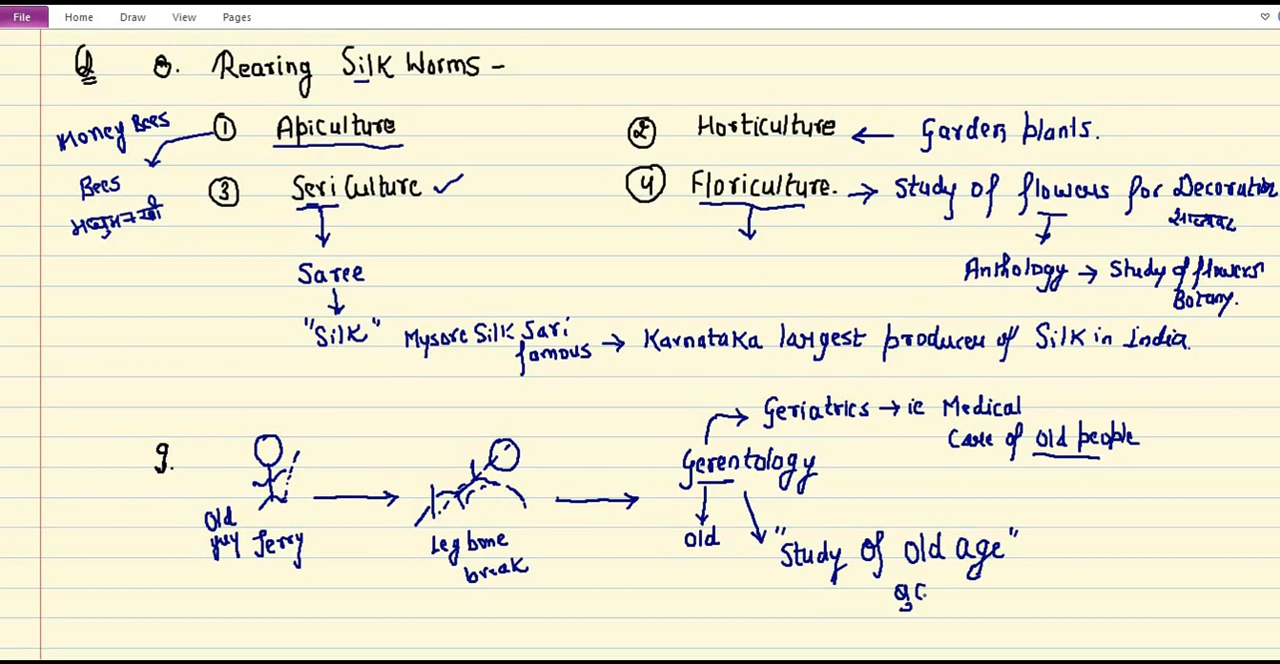 File Home Draw View Pages
Q 8. Rearing Silk Worms -
Money Bees ① Apiculture ② Horticulture ← Garden plants.
Bees ③ Seri Culture ✓ ④ Floriculture. → Study of flowers for Decoration
Saree Anthology → Study of flowers
Botany.
"Silk" Mysore Silk Sari famous → Karnataka largest producer of Silk in India.
Geriatrics → ie Medical
Care of old people
9. Gerentology
Old guy Jerry Leg bone break old "Study of old age"